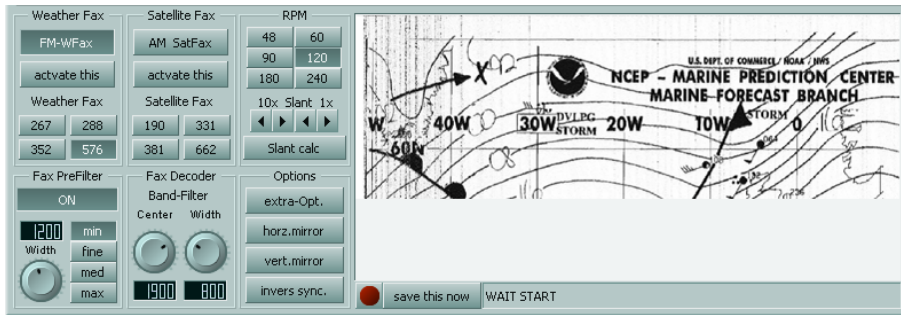 Weather Fax
FM-WFax
actvate this
Weather Fax
267 288
352 576
Satellite Fax
AM SatFax
actvate this
Satellite Fax
190 331
381 662
RPM
48 60
90 120
180 240
10x Slant 1x
Slant calc
Fax PreFilter
ON
1200
Width
min
fine
med
max
Fax Decoder
Band-Filter
Center Width
1900 800
Options
extra-Opt.
horz.mirror
vert.mirror
invers sync.
U.S. DEPT. OF COMMERCE / NOAA / NWS
NCEP – MARINE PREDICTION CENTER
MARINE FORECAST BRANCH
W 40W 30W DVLPG STORM 20W 10W STORM 0
60N
save this now WAIT START